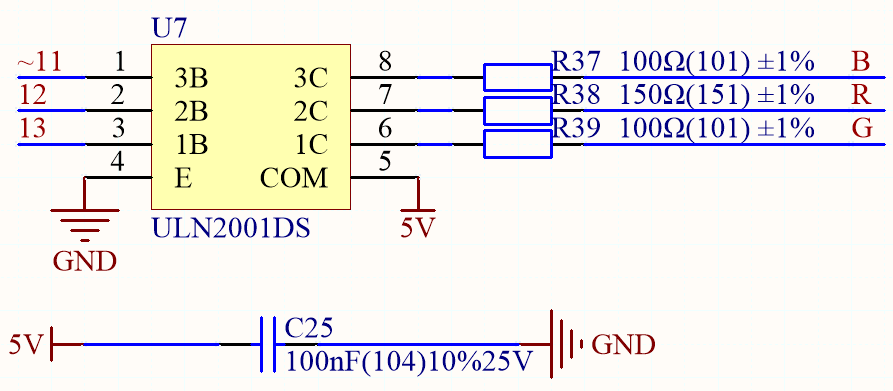 U7
~11 1 3B 3C 8 R37 100Ω(101) ±1% B
12 2 2B 2C 7 R38 150Ω(151) ±1% R
13 3 1B 1C 6 R39 100Ω(101) ±1% G
4 E COM 5
GND ULN2001DS 5V
5V C25 GND
100nF(104)10%25V